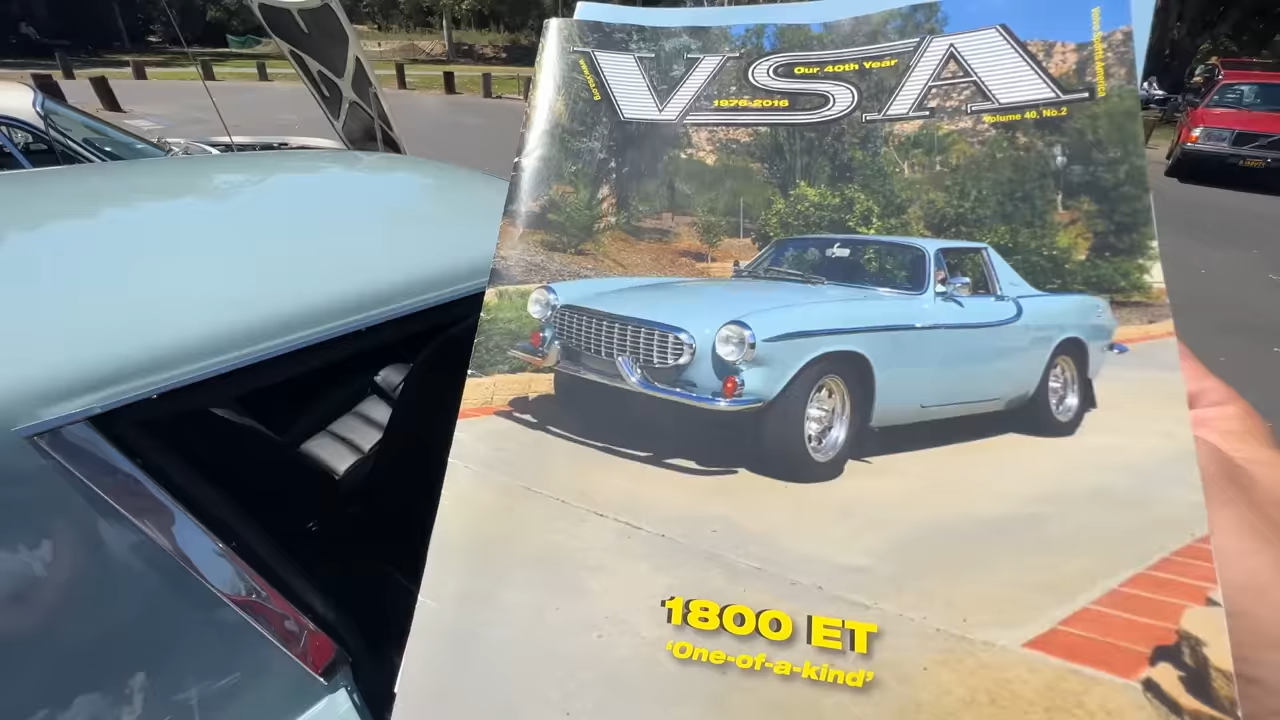 VSA
Our 40th Year
1976-2016
Volume 40, No.2
www.vsa.org
Volvo Sports America
1800 ET
‘One-of-a-kind’